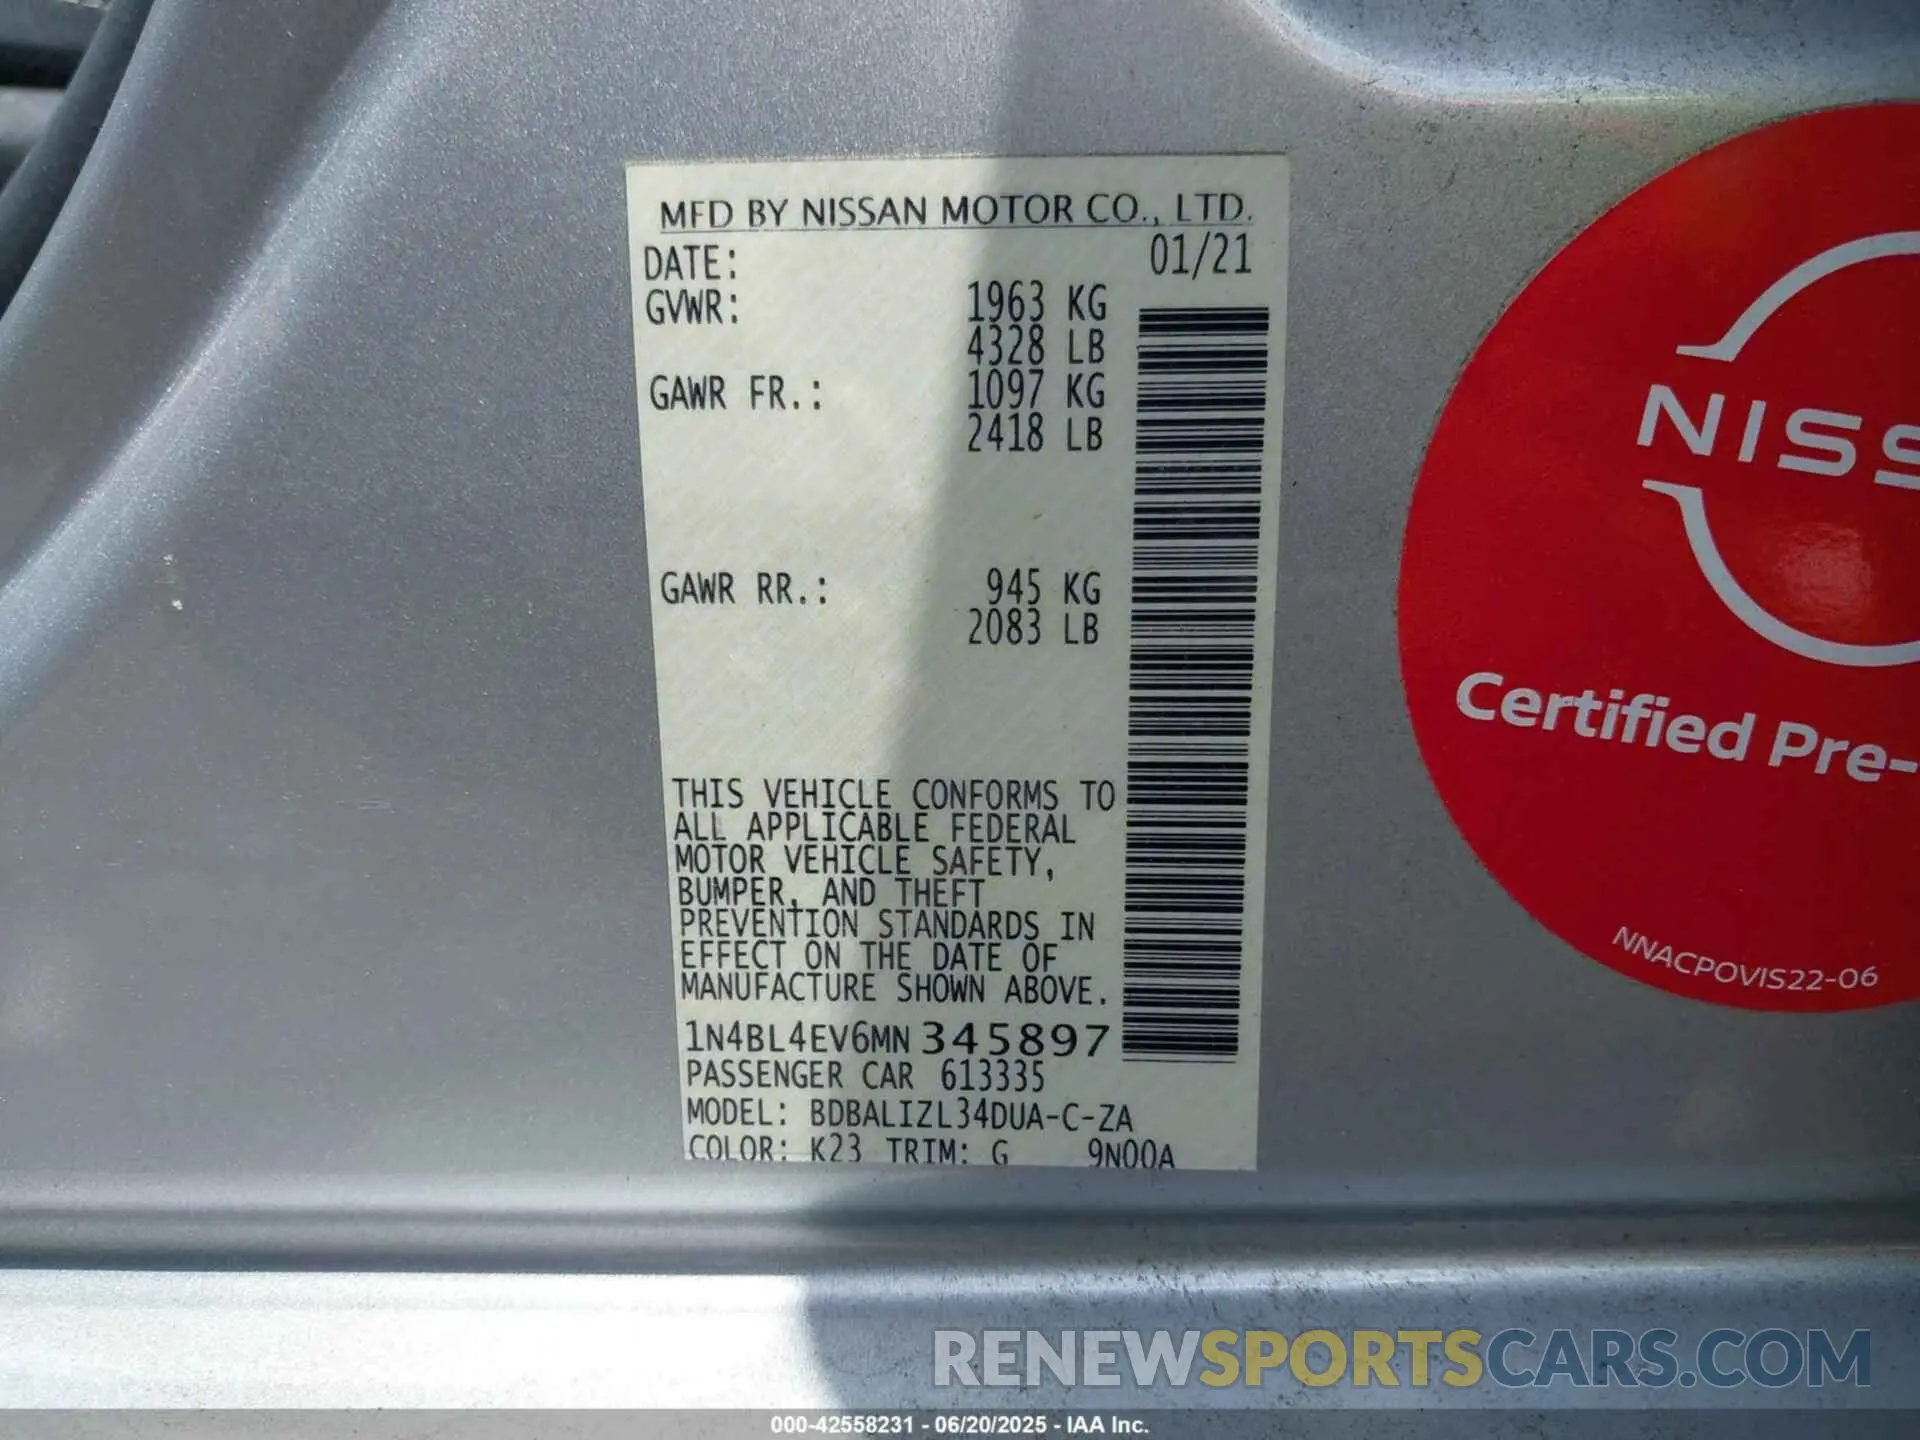 MFD BY NISSAN MOTOR CO., LTD.
DATE: 01/21
GVWR: 1963 KG
4328 LB
GAWR FR.: 1097 KG
2418 LB
GAWR RR.: 945 KG
2083 LB
THIS VEHICLE CONFORMS TO
ALL APPLICABLE FEDERAL
MOTOR VEHICLE SAFETY,
BUMPER, AND THEFT
PREVENTION STANDARDS IN
EFFECT ON THE DATE OF
MANUFACTURE SHOWN ABOVE.
1N4BL4EV6MN345897
PASSENGER CAR 613335
MODEL: BDBALIZL34DUA-C-ZA
COLOR: K23 TRIM: G 9N00A
NISS
Certified Pre-
NNACPOVIS22-06
RENEWSPORTSCARS.COM
000-42558231 - 06/20/2025 - IAA Inc.